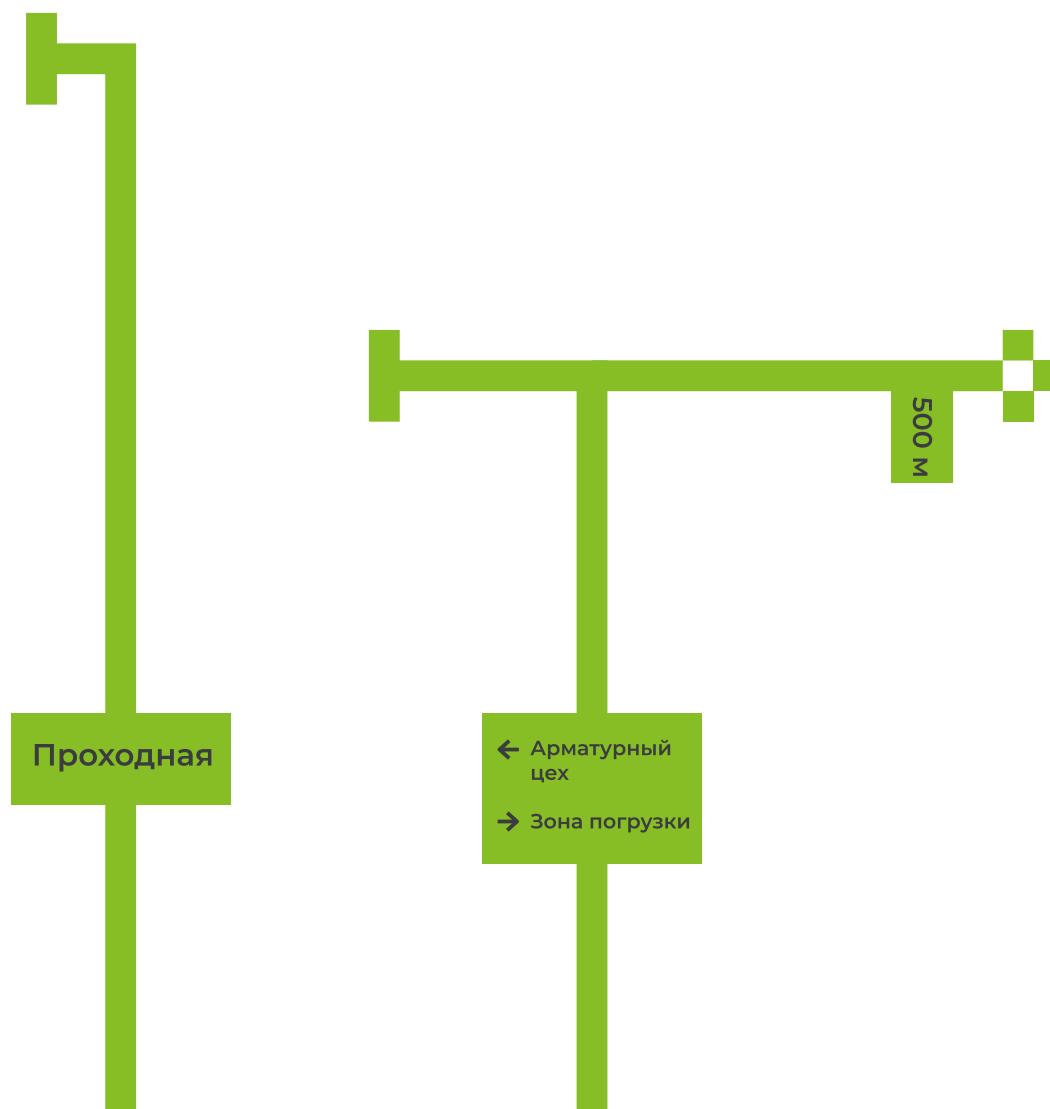 500 м
Проходная
← Арматурный
цех
→ Зона погрузки